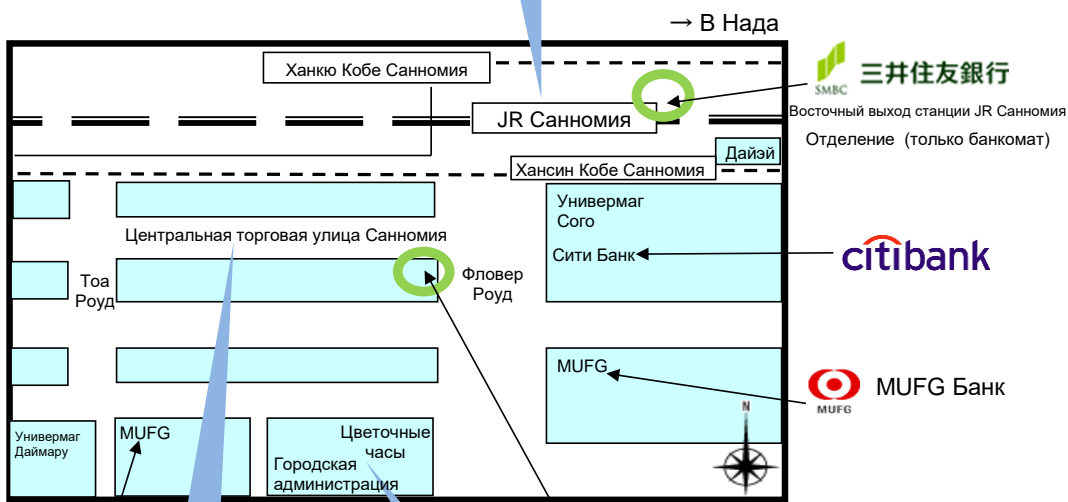 → В Нада
Ханкю Кобе Санномия
SMBC 三井住友銀行
JR Санномия
Восточный выход станции JR Санномия
Отделение (только банкомат)
Дайэй
Хансин Кобе Санномия
Универмаг
Сого
Центральная торговая улица Санномия
Сити Банк
citibank
Тоа
Роуд
Фловер
Роуд
MUFG
MUFG Банк
MUFG
N
Универмаг
Даймару
MUFG
Цветочные
часы
Городская
администрация